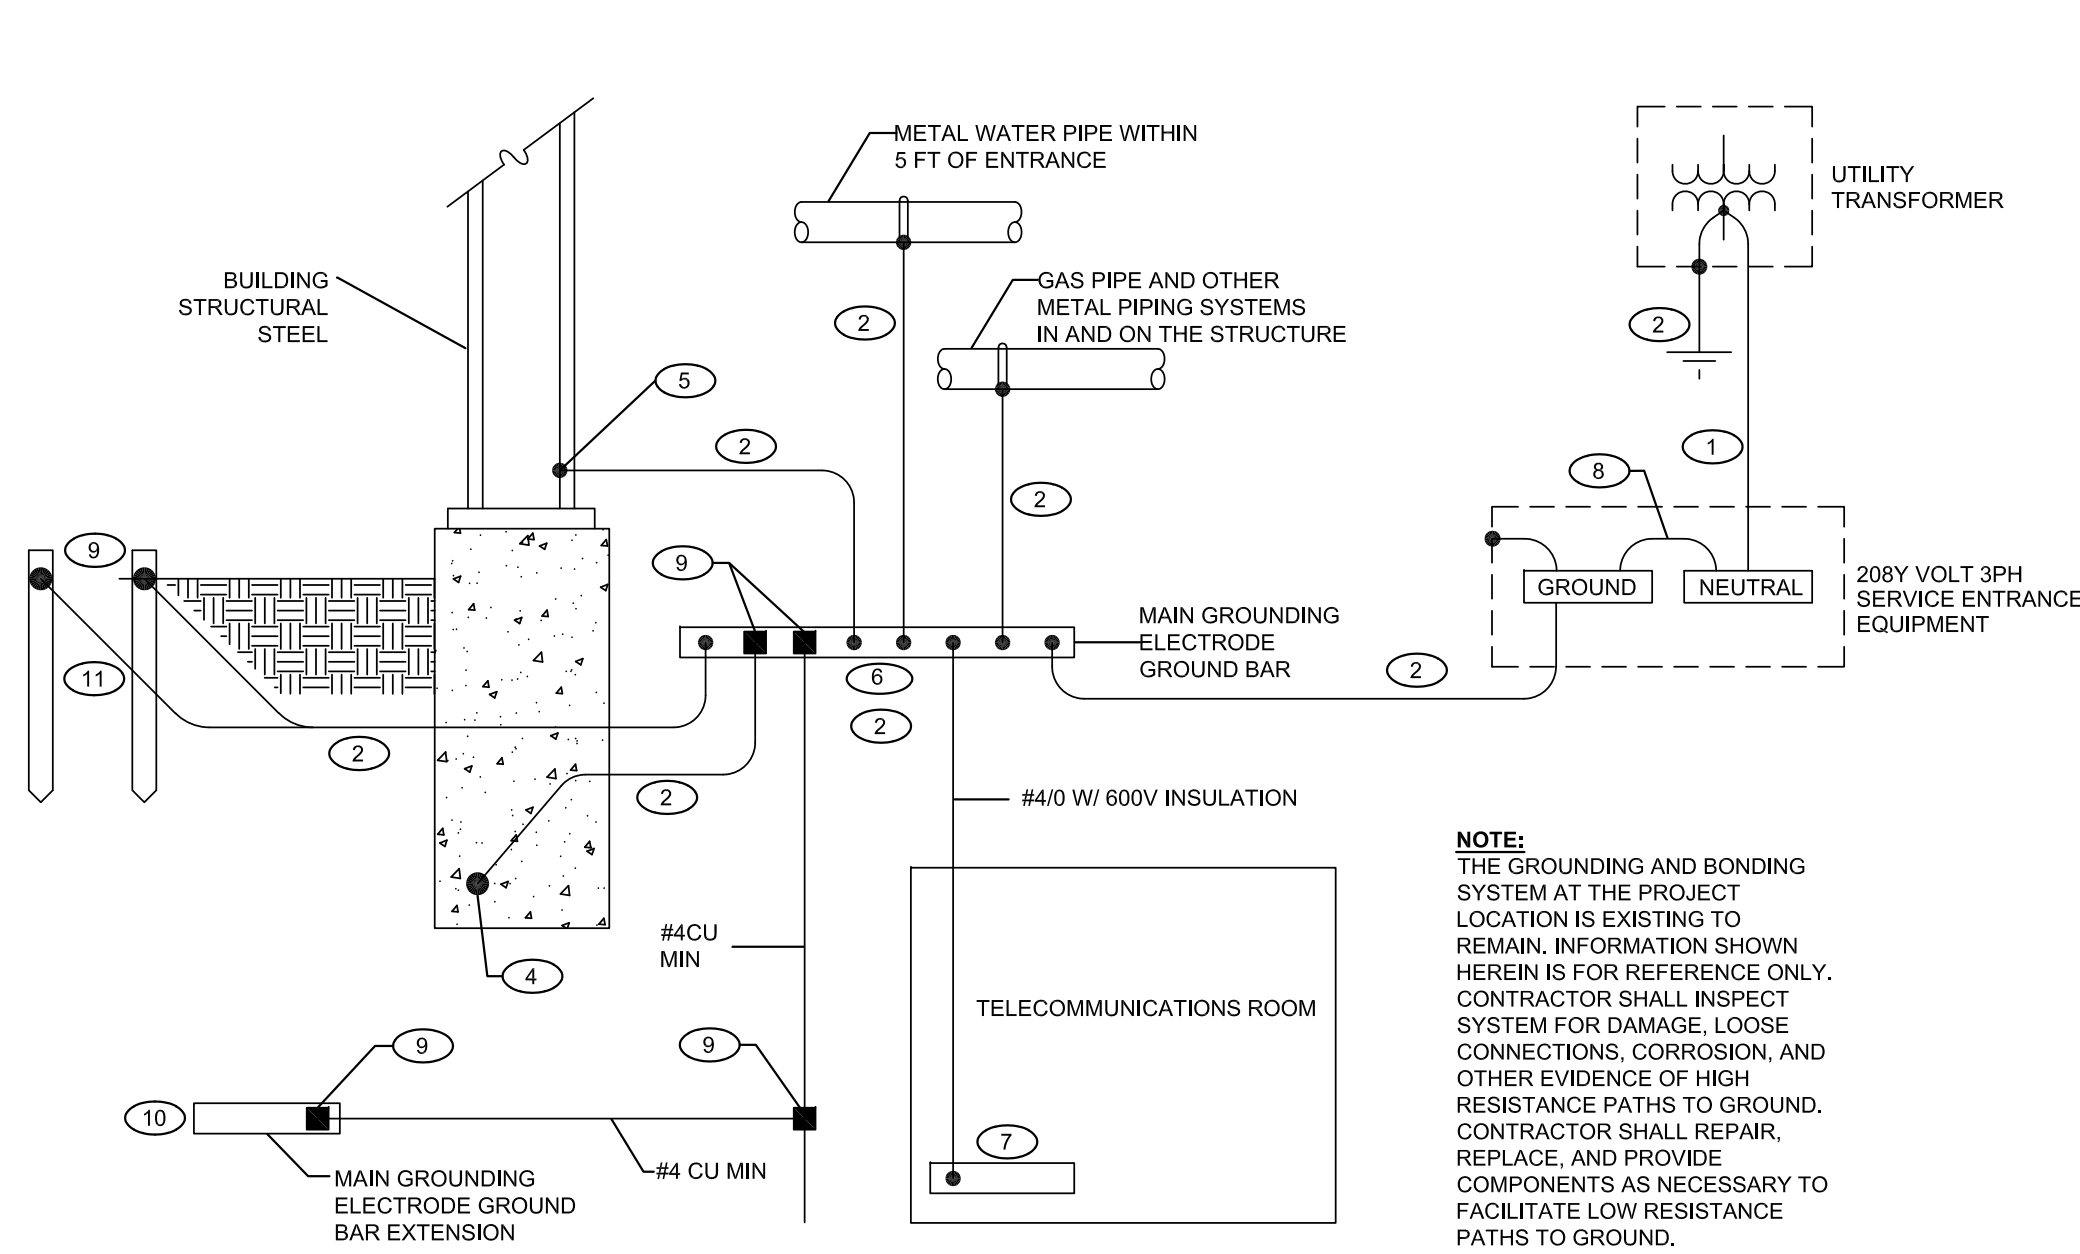 METAL WATER PIPE WITHIN
5 FT OF ENTRANCE
UTILITY
TRANSFORMER
BUILDING
STRUCTURAL
STEEL
GAS PIPE AND OTHER
METAL PIPING SYSTEMS
IN AND ON THE STRUCTURE
2
2
5
2
1
8
2
9
9
GROUND
NEUTRAL
208Y VOLT 3PH
SERVICE ENTRANCE
EQUIPMENT
MAIN GROUNDING
ELECTRODE
GROUND BAR
11
6
2
2
2
2
#4/0 W/ 600V INSULATION
#4CU
MIN
4
TELECOMMUNICATIONS ROOM
9
9
10
7
#4 CU MIN
MAIN GROUNDING
ELECTRODE GROUND
BAR EXTENSION
NOTE:
THE GROUNDING AND BONDING
SYSTEM AT THE PROJECT
LOCATION IS EXISTING TO
REMAIN. INFORMATION SHOWN
HEREIN IS FOR REFERENCE ONLY.
CONTRACTOR SHALL INSPECT
SYSTEM FOR DAMAGE, LOOSE
CONNECTIONS, CORROSION, AND
OTHER EVIDENCE OF HIGH
RESISTANCE PATHS TO GROUND.
CONTRACTOR SHALL REPAIR,
REPLACE, AND PROVIDE
COMPONENTS AS NECESSARY TO
FACILITATE LOW RESISTANCE
PATHS TO GROUND.